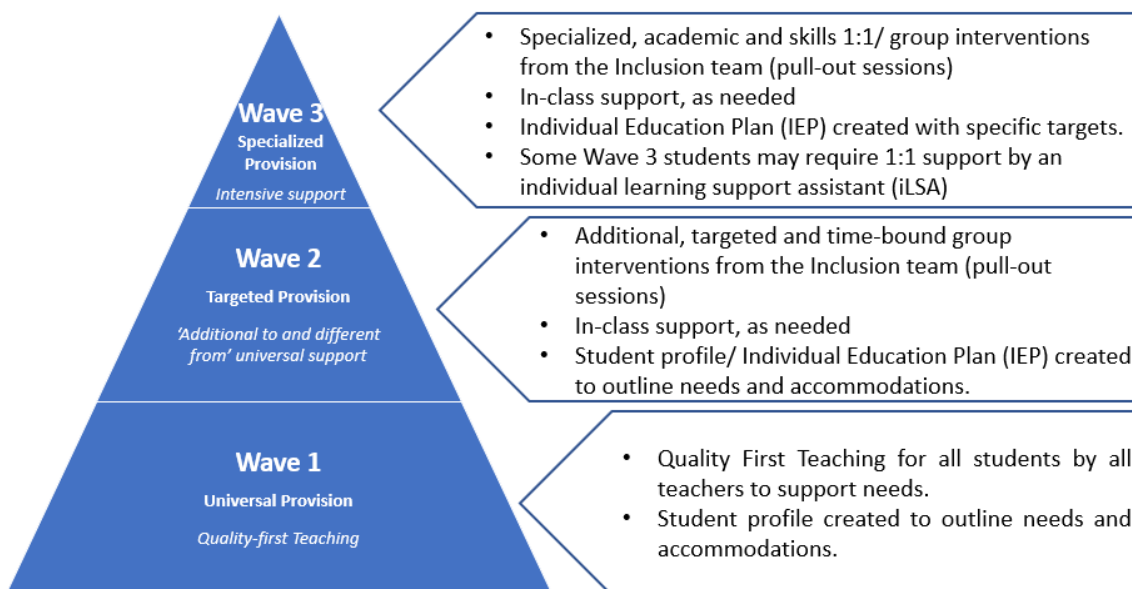 Wave 3
Specialized
Provision
Intensive support
• Specialized, academic and skills 1:1/ group interventions
from the Inclusion team (pull-out sessions)
• In-class support, as needed
• Individual Education Plan (IEP) created with specific targets.
• Some Wave 3 students may require 1:1 support by an
individual learning support assistant (iLSA)
Wave 2
Targeted Provision
‘Additional to and different
from’ universal support
• Additional, targeted and time-bound group
interventions from the Inclusion team (pull-out
sessions)
• In-class support, as needed
• Student profile/ Individual Education Plan (IEP) created
to outline needs and accommodations.
Wave 1
Universal Provision
Quality-first Teaching
• Quality First Teaching for all students by all
teachers to support needs.
• Student profile created to outline needs and
accommodations.